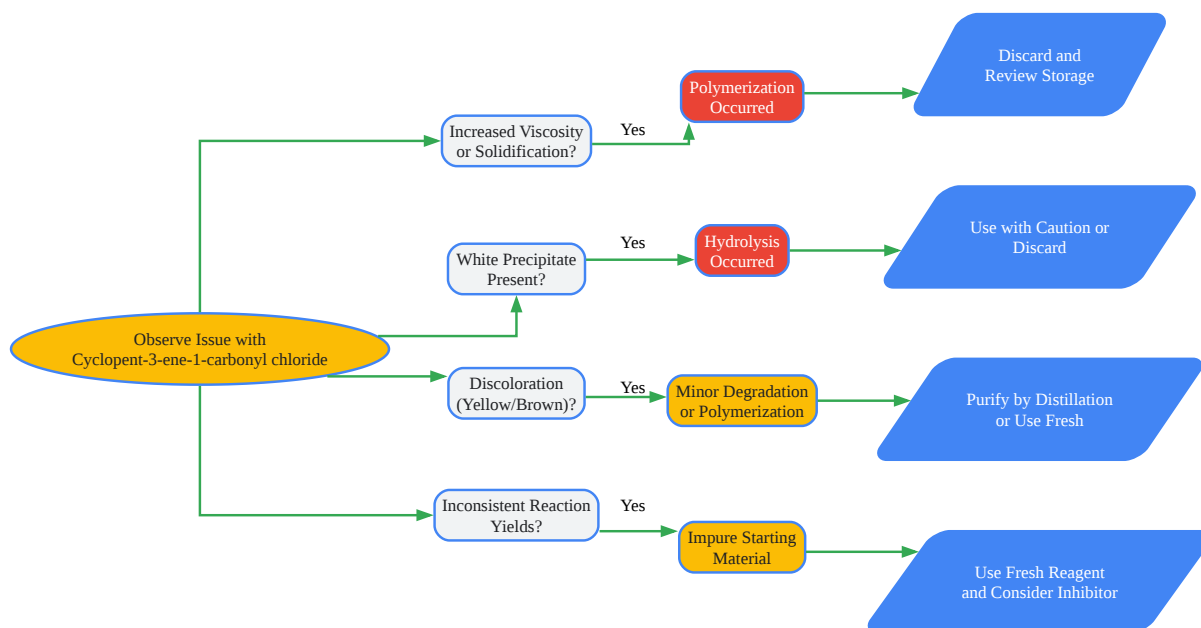 Discard and
Review Storage
Polymerization
Occurred
Increased Viscosity
or Solidification?
Yes
Use with Caution or
Discard
Hydrolysis
Occurred
White Precipitate
Present?
Yes
Observe Issue with
Cyclopent-3-ene-1-carbonyl chloride
Discoloration
(Yellow/Brown)?
Yes
Minor Degradation
or Polymerization
Purify by Distillation
or Use Fresh
Inconsistent Reaction
Yields?
Yes
Impure Starting
Material
Use Fresh Reagent
and Consider Inhibitor